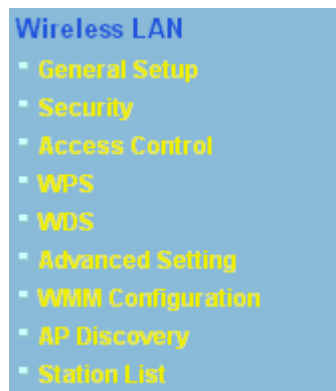 Wireless LAN
General Setup
Security
Access Control
WPS
WDS
Advanced Setting
WMM Configuration
AP Discovery
Station List